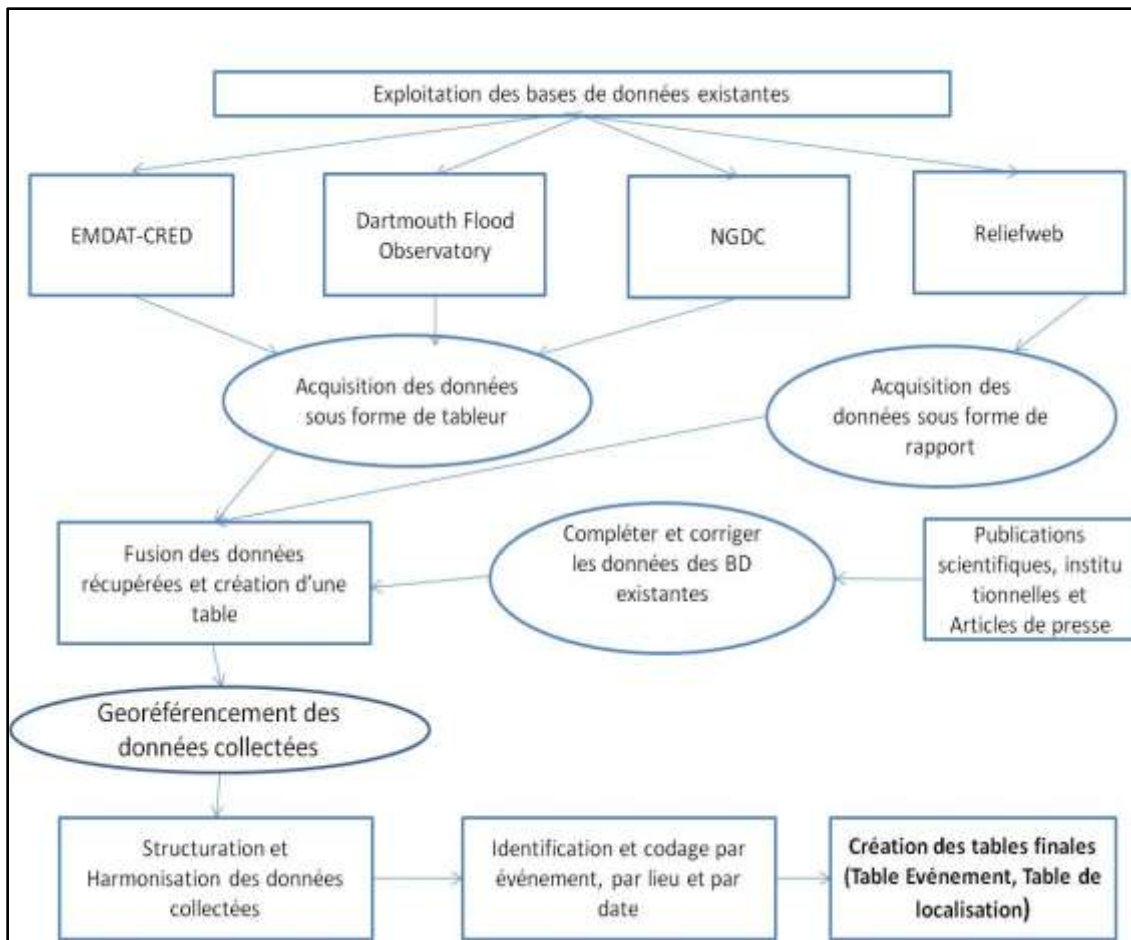 Exploitation des bases de données existantes
EMDAT-CRED
Dartmouth Flood
Observatory
NGDC
Reliefweb
Acquisition des données
sous forme de tableur
Acquisition des
données sous forme de
rapport
Fusion des données
récupérées et création d'une
table
Compléter et corriger
les données des BD
existantes
Publications
scientifiques, institu
tionnelles et
Articles de presse
Georéférencement des
données collectées
Structuration et
Harmonisation des données
collectées
Identification et codage par
événement, par lieu et par
date
Création des tables finales
(Table Evénement, Table de
localisation)